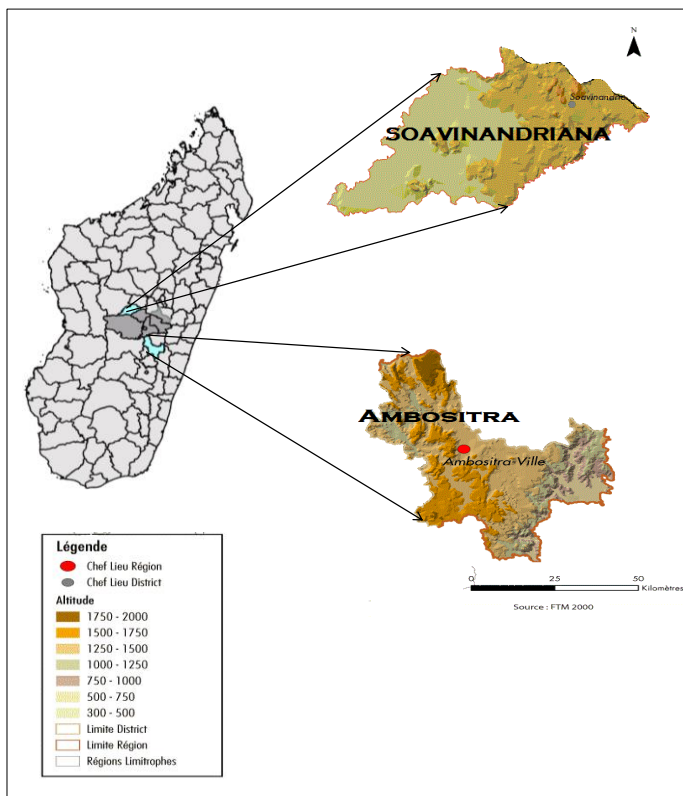 N
Soavinandriana
SOAVINANDRIANA
AMBOSITRA
Ambositra-Ville
0 25 50
Kilomètres
Source : FTM 2000
Légende
Chef Lieu Région
Chef Lieu District
Altitude
1750 - 2000
1500 - 1750
1250 - 1500
1000 - 1250
750 - 1000
500 - 750
300 - 500
Limite District
Limite Région
Régions Limitrophes